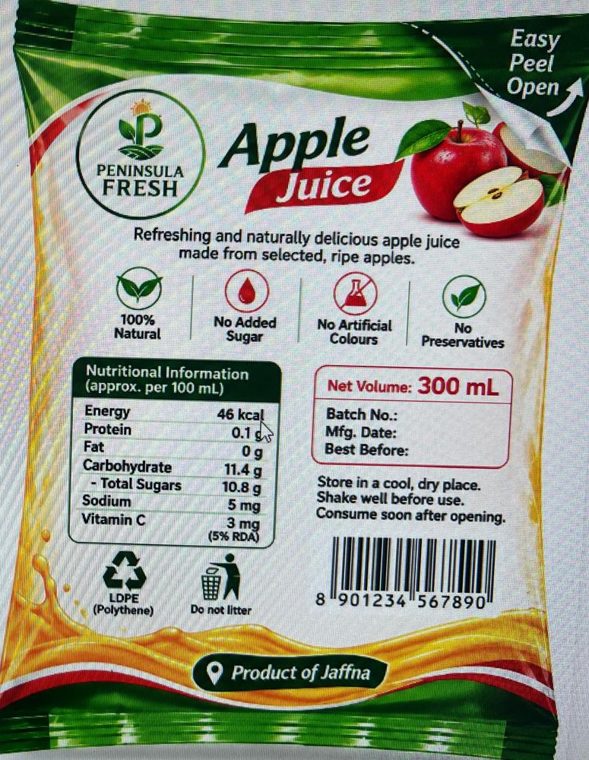 Easy
Peel
Open
PENINSULA
FRESH
Apple
Juice
Refreshing and naturally delicious apple juice
made from selected, ripe apples.
100%
Natural
No Added
Sugar
No Artificial
Colours
No
Preservatives
Nutritional Information
(approx. per 100 mL)
Energy 46 kcal
Protein 0.1 g
Fat 0 g
Carbohydrate 11.4 g
- Total Sugars 10.8 g
Sodium 5 mg
Vitamin C 3 mg
(5% RDA)
Net Volume: 300 mL
Batch No.:
Mfg. Date:
Best Before:
Store in a cool, dry place.
Shake well before use.
Consume soon after opening.
LDPE
(Polythene)
Do not litter
8 901234 567890
Product of Jaffna